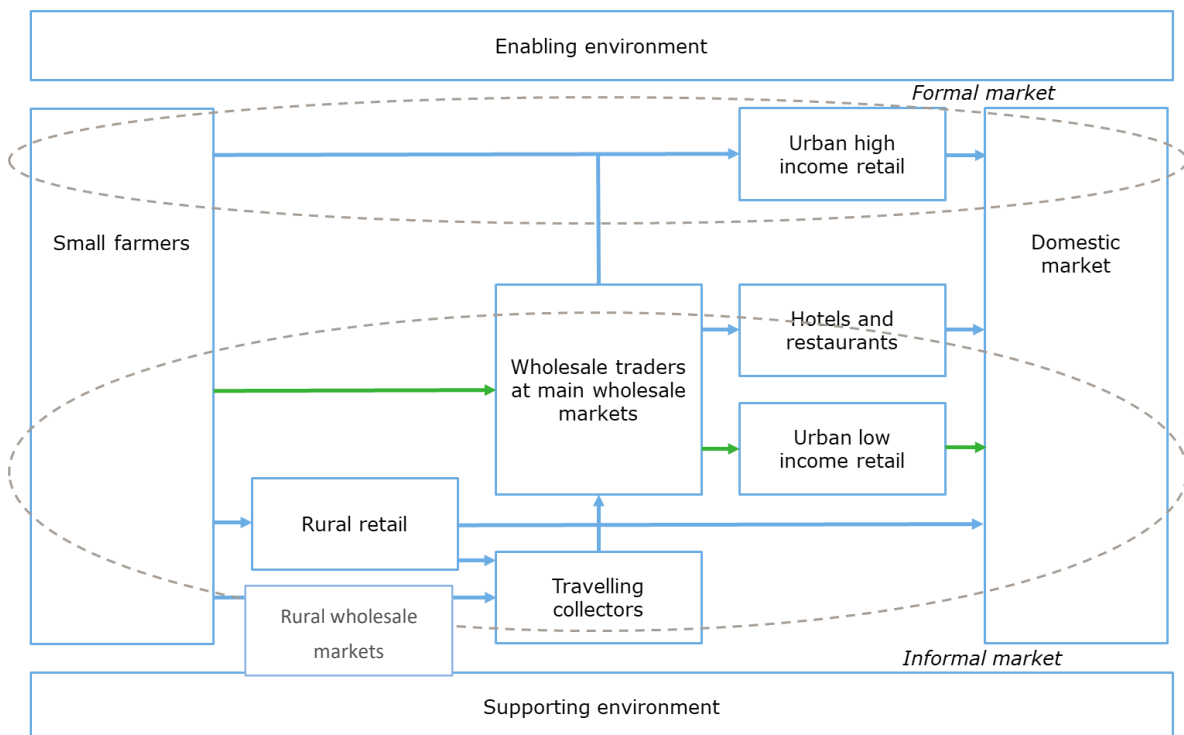 Enabling environment
Formal market
Urban high
income retail
Small farmers
Domestic
market
Hotels and
restaurants
Wholesale traders
at main wholesale
markets
Urban low
income retail
Rural retail
Travelling
collectors
Rural wholesale
markets
Informal market
Supporting environment